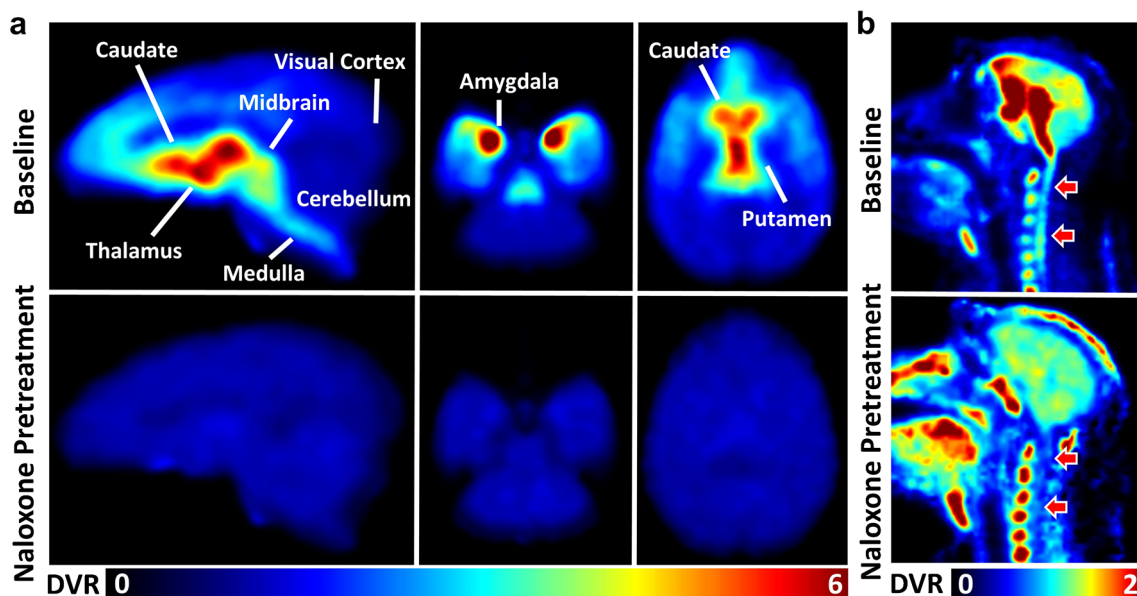 a
b
Baseline
Caudate
Visual Cortex
Midbrain
Cerebellum
Thalamus
Medulla
Amygdala
Caudate
Putamen
Baseline
Naloxone Pretreatment
Naloxone Pretreatment
DVR 0 6
DVR 0 2